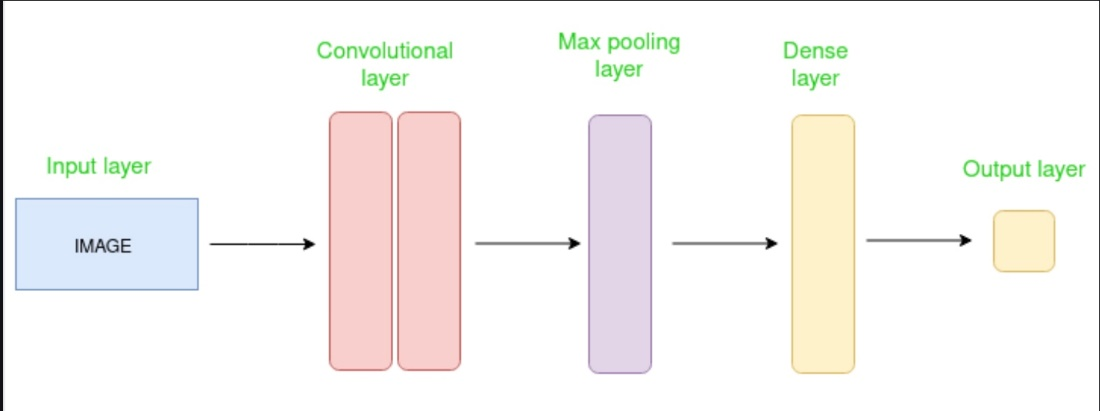 Input layer
IMAGE
Convolutional
layer
Max pooling
layer
Dense
layer
Output layer